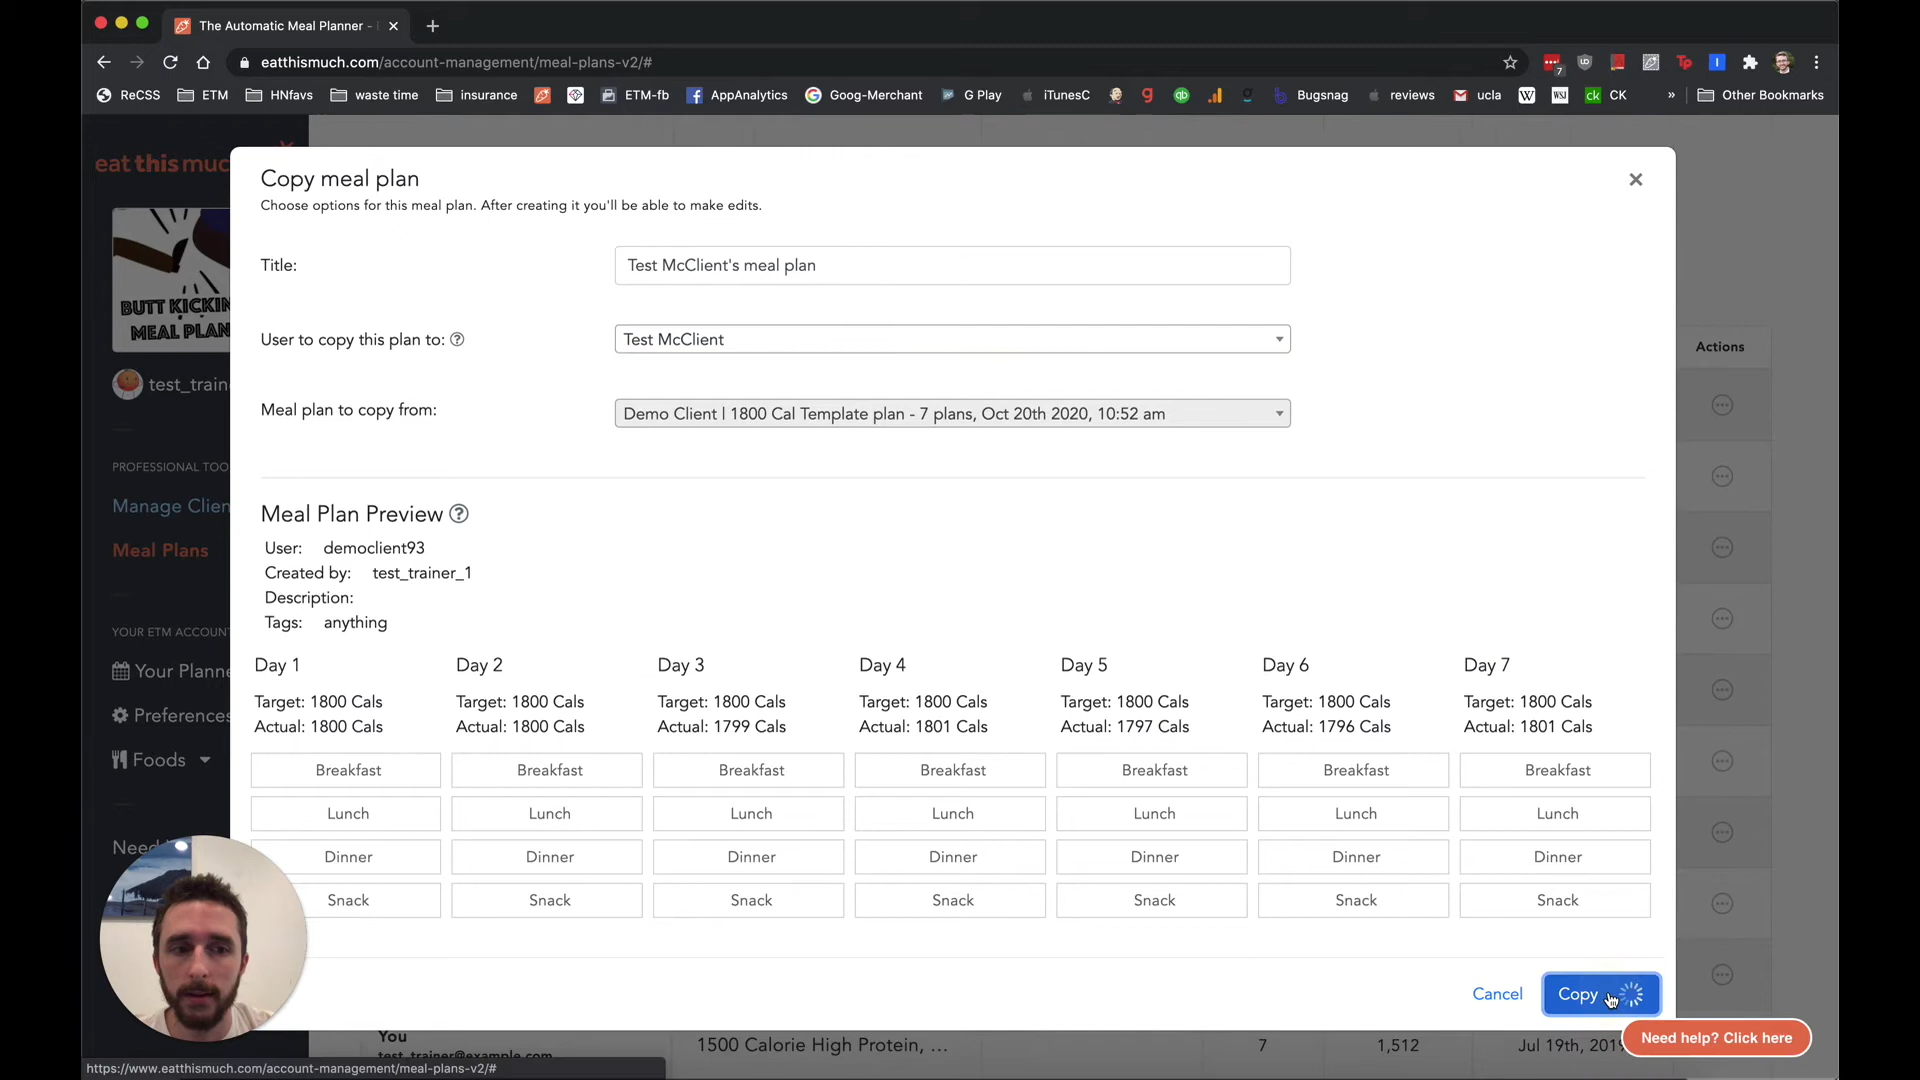 The Automatic Meal Planner -
eatthismuch.com/account-management/meal-plans-v2/#
7
Tp
ReCSS ETM HNfavs waste time insurance ETM-fb AppAnalytics Goog-Merchant G Play iTunesC Bugsnag reviews ucla W WSJ ck CK » Other Bookmarks
eat this muc
Copy meal plan
Choose options for this meal plan. After creating it you'll be able to make edits.
Title: Test McClient's meal plan
BUTT KICKIN
MEAL PLAN
User to copy this plan to: Test McClient
Actions
test_train
Meal plan to copy from: Demo Client | 1800 Cal Template plan - 7 plans, Oct 20th 2020, 10:52 am
PROFESSIONAL TOO
Manage Clien
Meal Plans
Meal Plan Preview
User: democlient93
Created by: test_trainer_1
Description:
Tags: anything
YOUR ETM ACCOUN
Your Planne
Preferences
Foods
Need
Day 1 Day 2 Day 3 Day 4 Day 5 Day 6 Day 7
Target: 1800 Cals Target: 1800 Cals Target: 1800 Cals Target: 1800 Cals Target: 1800 Cals Target: 1800 Cals Target: 1800 Cals
Actual: 1800 Cals Actual: 1800 Cals Actual: 1799 Cals Actual: 1801 Cals Actual: 1797 Cals Actual: 1796 Cals Actual: 1801 Cals
Breakfast Breakfast Breakfast Breakfast Breakfast Breakfast Breakfast
Lunch Lunch Lunch Lunch Lunch Lunch Lunch
Dinner Dinner Dinner Dinner Dinner Dinner Dinner
Snack Snack Snack Snack Snack Snack Snack
Cancel Copy
Need help? Click here
You
test_trainer@example.com
1500 Calorie High Protein, ... 7 1,512 Jul 19th, 2019
https://www.eatthismuch.com/account-management/meal-plans-v2/#